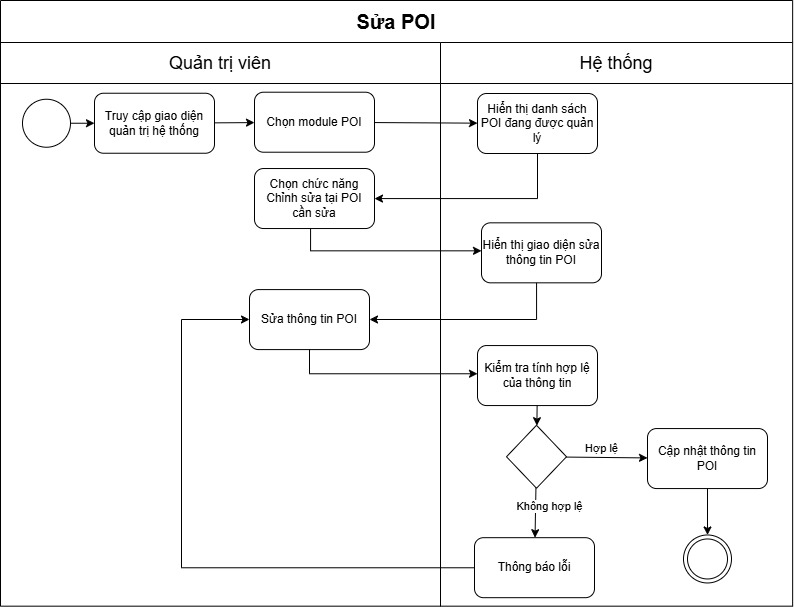 Sửa POI
Quản trị viên
Hệ thống
Truy cập giao diện
quản trị hệ thống
Chọn module POI
Hiển thị danh sách
POI đang được quản
lý
Chọn chức năng
Chỉnh sửa tại POI
cần sửa
Hiển thị giao diện sửa
thông tin POI
Sửa thông tin POI
Kiểm tra tính hợp lệ
của thông tin
Hợp lệ
Cập nhật thông tin
POI
Không hợp lệ
Thông báo lỗi